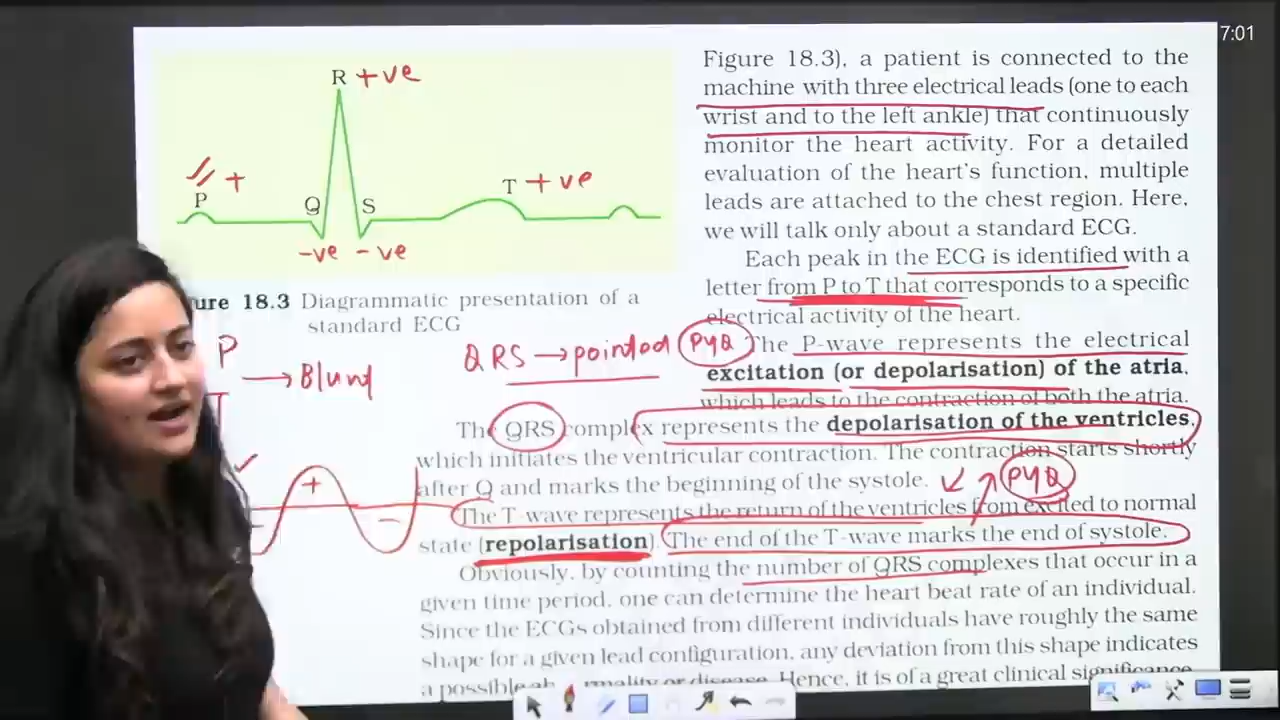 7:01
R +ve
+
P
Q
S
T +ve
-ve -ve
ure 18.3 Diagrammatic presentation of a
standard ECG
P
→ Blunt
T
QRS → pointed
PYQ
+
-
-
Figure 18.3), a patient is connected to the
machine with three electrical leads (one to each
wrist and to the left ankle) that continuously
monitor the heart activity. For a detailed
evaluation of the heart's function, multiple
leads are attached to the chest region. Here,
we will talk only about a standard ECG.
Each peak in the ECG is identified with a
letter from P to T that corresponds to a specific
electrical activity of the heart.
The P-wave represents the electrical
excitation (or depolarisation) of the atria,
which leads to the contraction of both the atria.
The QRS complex represents the depolarisation of the ventricles,
which initiates the ventricular contraction. The contraction starts shortly
after Q and marks the beginning of the systole.
PYQ
The T-wave represents the return of the ventricles from excited to normal
state (repolarisation). The end of the T-wave marks the end of systole.
Obviously, by counting the number of QRS complexes that occur in a
given time period, one can determine the heart beat rate of an individual.
Since the ECGs obtained from different individuals have roughly the same
shape for a given lead configuration, any deviation from this shape indicates
a possible or disease. Hence, it is of a great clinical significance